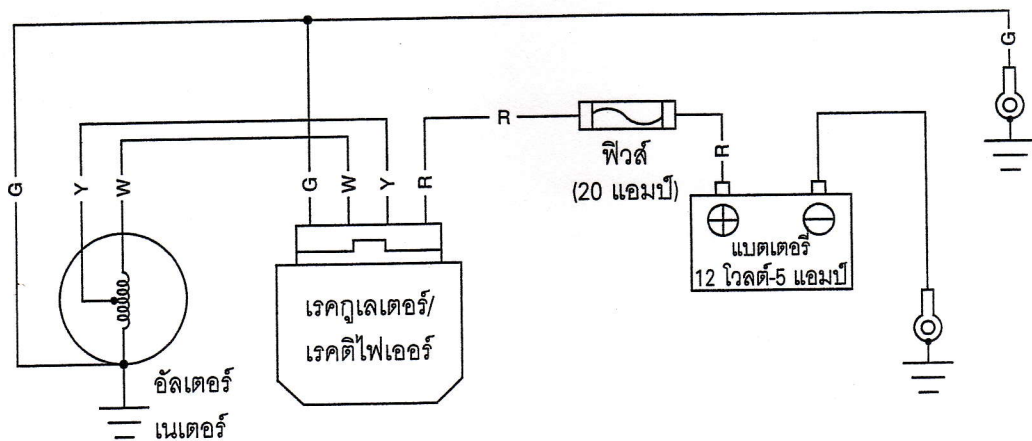 G
R
ฟิวส์
(20 แอมป์)
R
G
Y
W
G
W
Y
R
แบตเตอรี่
12 โวลต์-5 แอมป์
เรคกูเลเตอร์/
เรคติไฟเออร์
อัลเตอร์
เนเตอร์